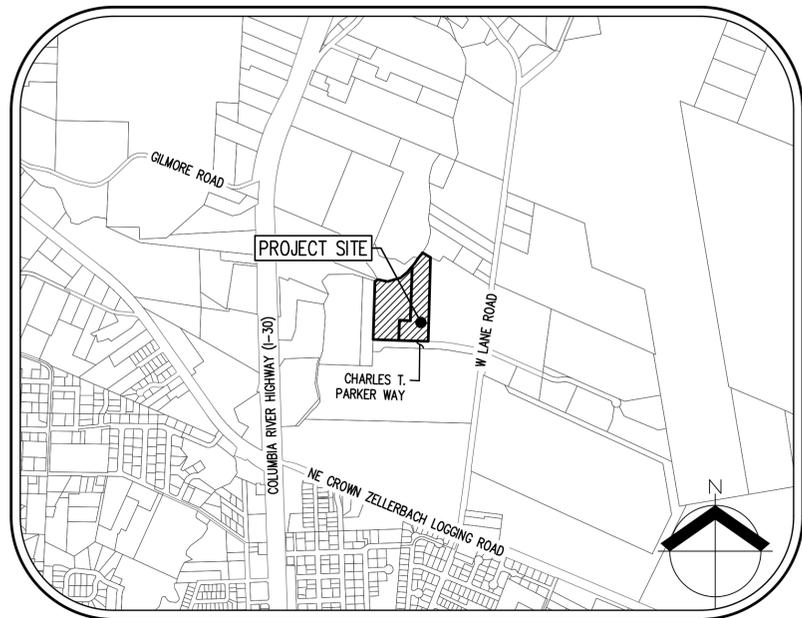 GILMORE ROAD
PROJECT SITE
COLUMBIA RIVER HIGHWAY (I-30)
W LANE ROAD
CHARLES T.
PARKER WAY
NE CROWN ZELLERBACH LOGGING ROAD
N